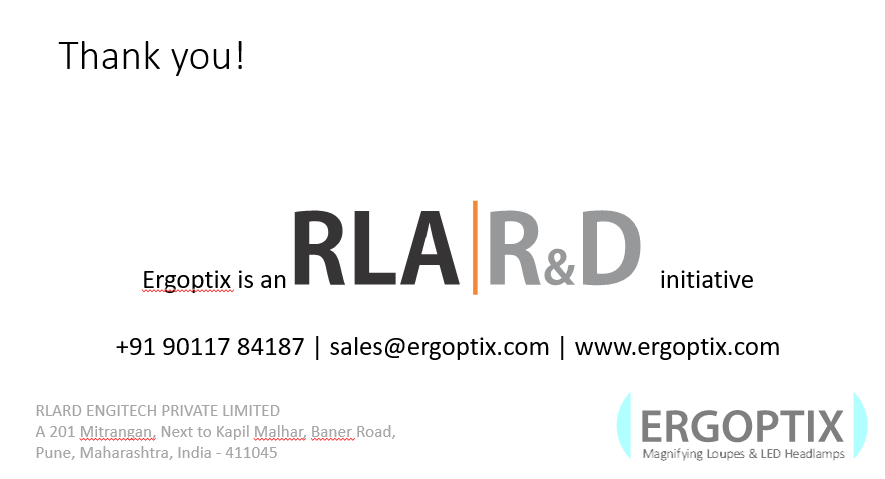 Thank you!
Ergoptix is an RLA|R&D initiative
+91 90117 84187 | sales@ergoptix.com | www.ergoptix.com
RLARD ENGITECH PRIVATE LIMITED
A 201 Mitrangan, Next to Kapil Malhar, Baner Road,
Pune, Maharashtra, India - 411045
ERGOPTIX
Magnifying Loupes & LED Headlamps